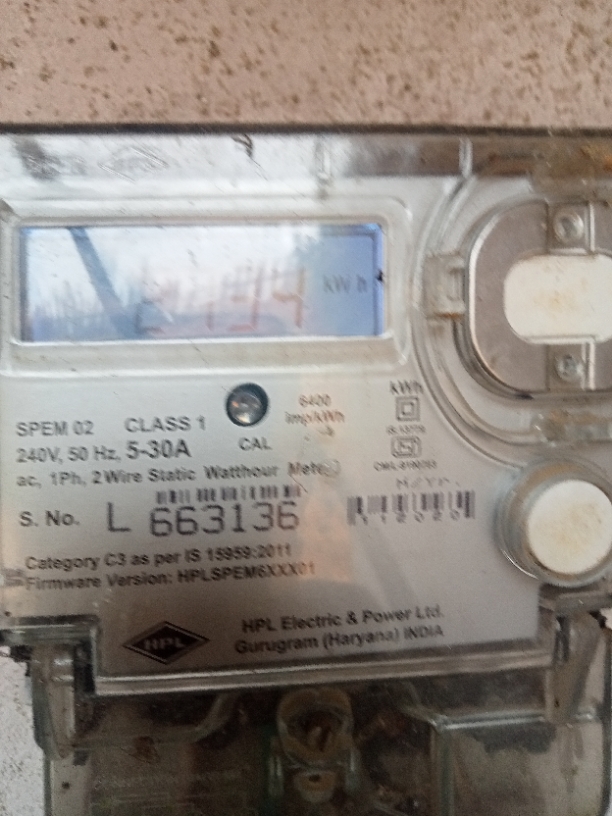 kWh
kWh
6400
imp/kWh
SPEM 02 CLASS 1
240V, 50 Hz, 5-30A
CAL
ac, 1Ph, 2 Wire Static Watthour Meter
S. No. L 663136
112020
Category C3 as per IS 15959:2011
Firmware Version: HPLSPEM6XXX01
HPL
HPL Electric & Power Ltd.
Gurugram (Haryana) INDIA